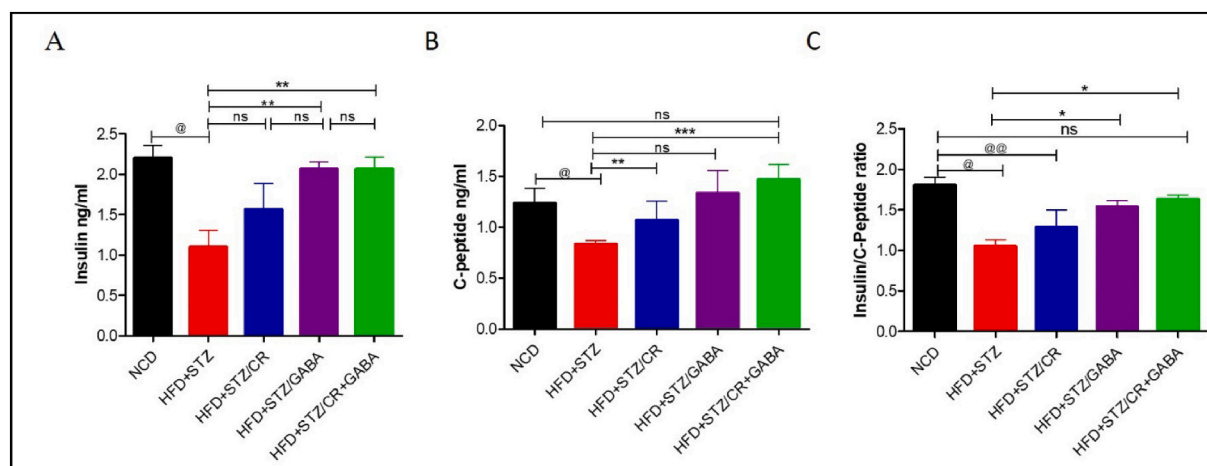 A
**
**
ns
ns
ns
@
2.5
2.0
1.5
1.0
0.5
0.0
Insulin ng/ml
NCD
HFD+STZ
HFD+STZ/CR
HFD+STZ/GABA
HFD+STZ/CR+GABA
B
ns
***
ns
**
@
2.0
1.5
1.0
0.5
0.0
C-peptide ng/ml
NCD
HFD+STZ
HFD+STZ/CR
HFD+STZ/GABA
HFD+STZ/CR+GABA
C
*
*
ns
@@
@
2.5
2.0
1.5
1.0
0.5
0.0
Insulin/C-Peptide ratio
NCD
HFD+STZ
HFD+STZ/CR
HFD+STZ/GABA
HFD+STZ/CR+GABA